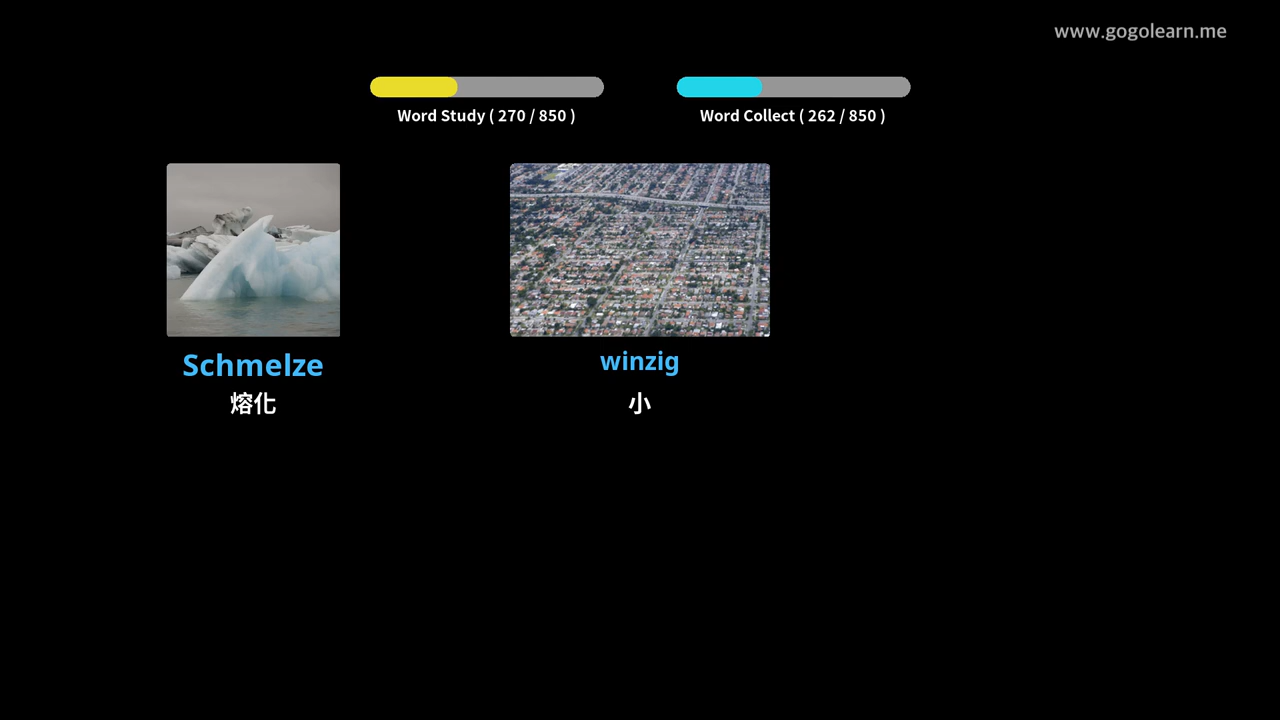 www.gogolearn.me
Word Study ( 270 / 850 )
Word Collect ( 262 / 850 )
Schmelze
熔化
winzig
小